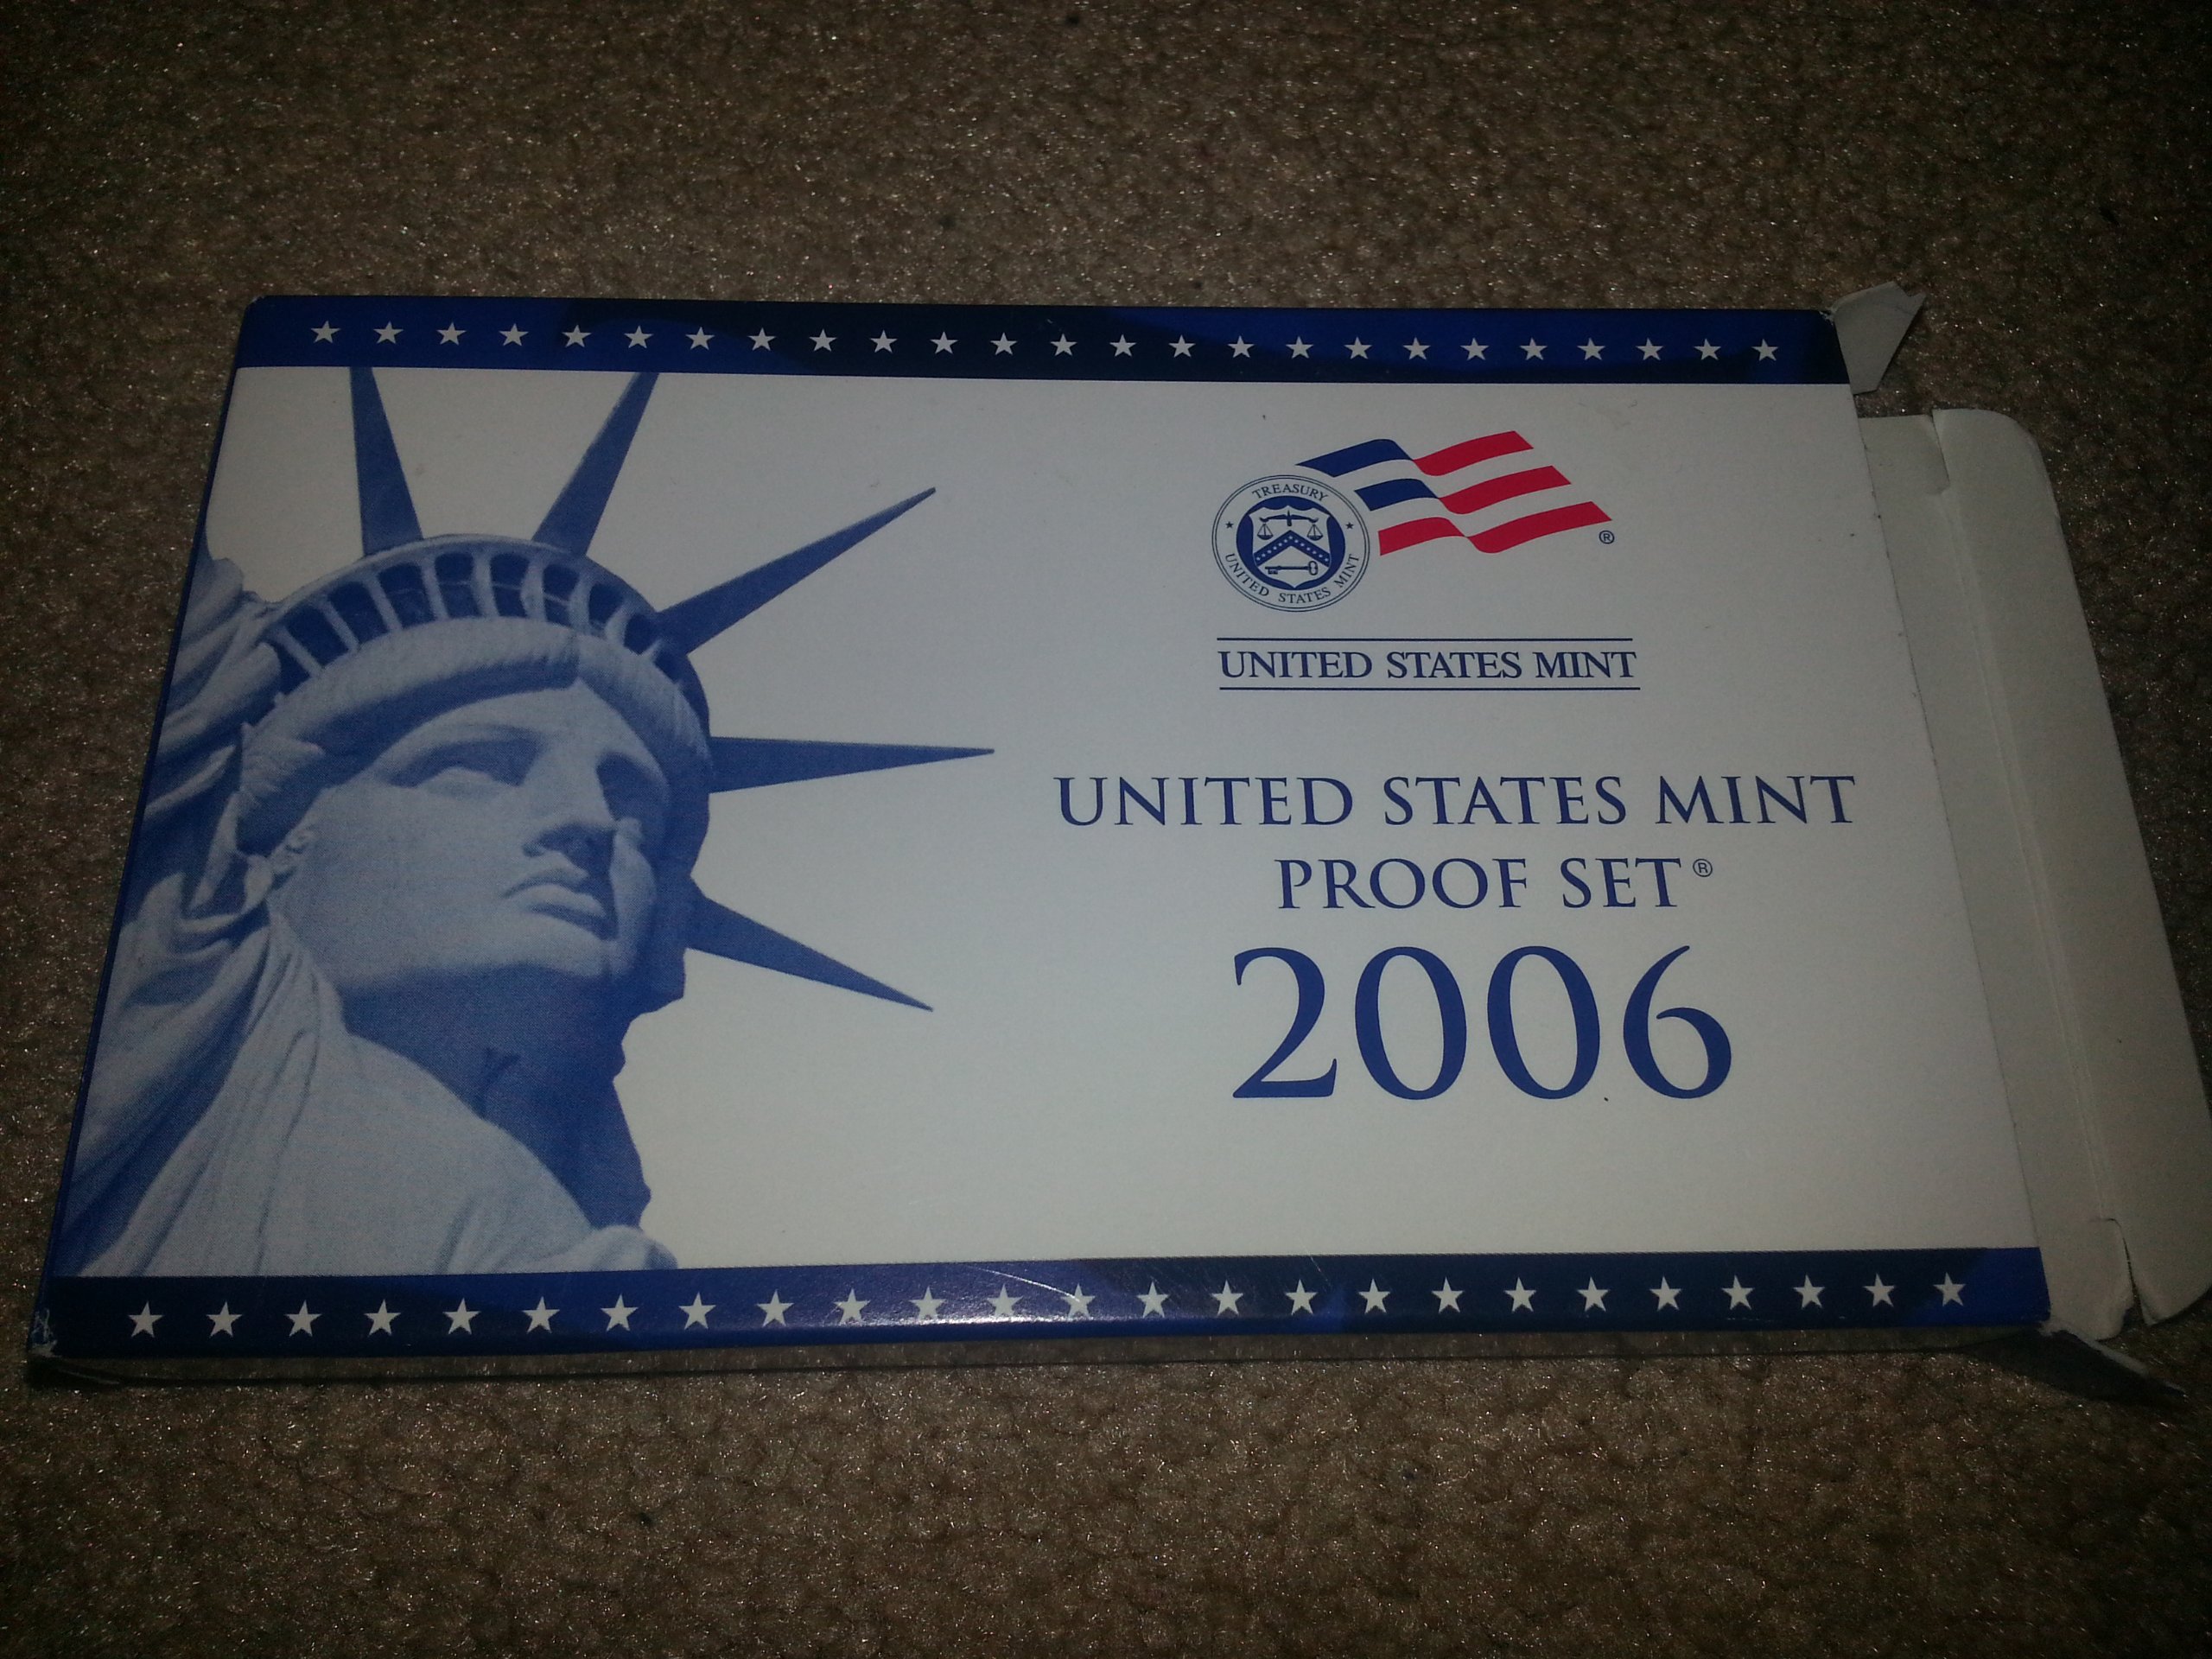 TREASURY
UNITED STATES MINT
®
UNITED STATES MINT
UNITED STATES MINT
PROOF SET®
2006